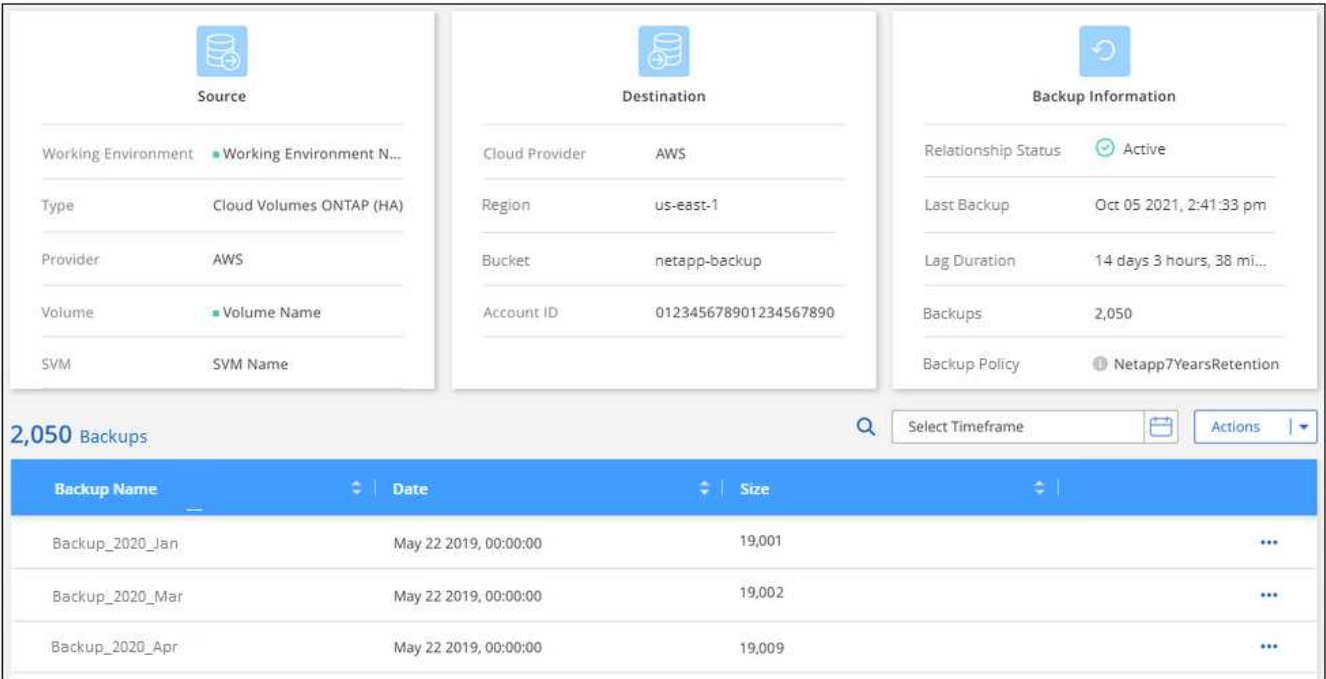 Source
Working Environment Working Environment N...
Type Cloud Volumes ONTAP (HA)
Provider AWS
Volume Volume Name
SVM SVM Name
Destination
Cloud Provider AWS
Region us-east-1
Bucket netapp-backup
Account ID 012345678901234567890
Backup Information
Relationship Status Active
Last Backup Oct 05 2021, 2:41:33 pm
Lag Duration 14 days 3 hours, 38 mi...
Backups 2,050
Backup Policy Netapp7YearsRetention
2,050 Backups
Select Timeframe
Actions
Backup Name Date Size
Backup_2020_Jan May 22 2019, 00:00:00 19,001
Backup_2020_Mar May 22 2019, 00:00:00 19,002
Backup_2020_Apr May 22 2019, 00:00:00 19,009